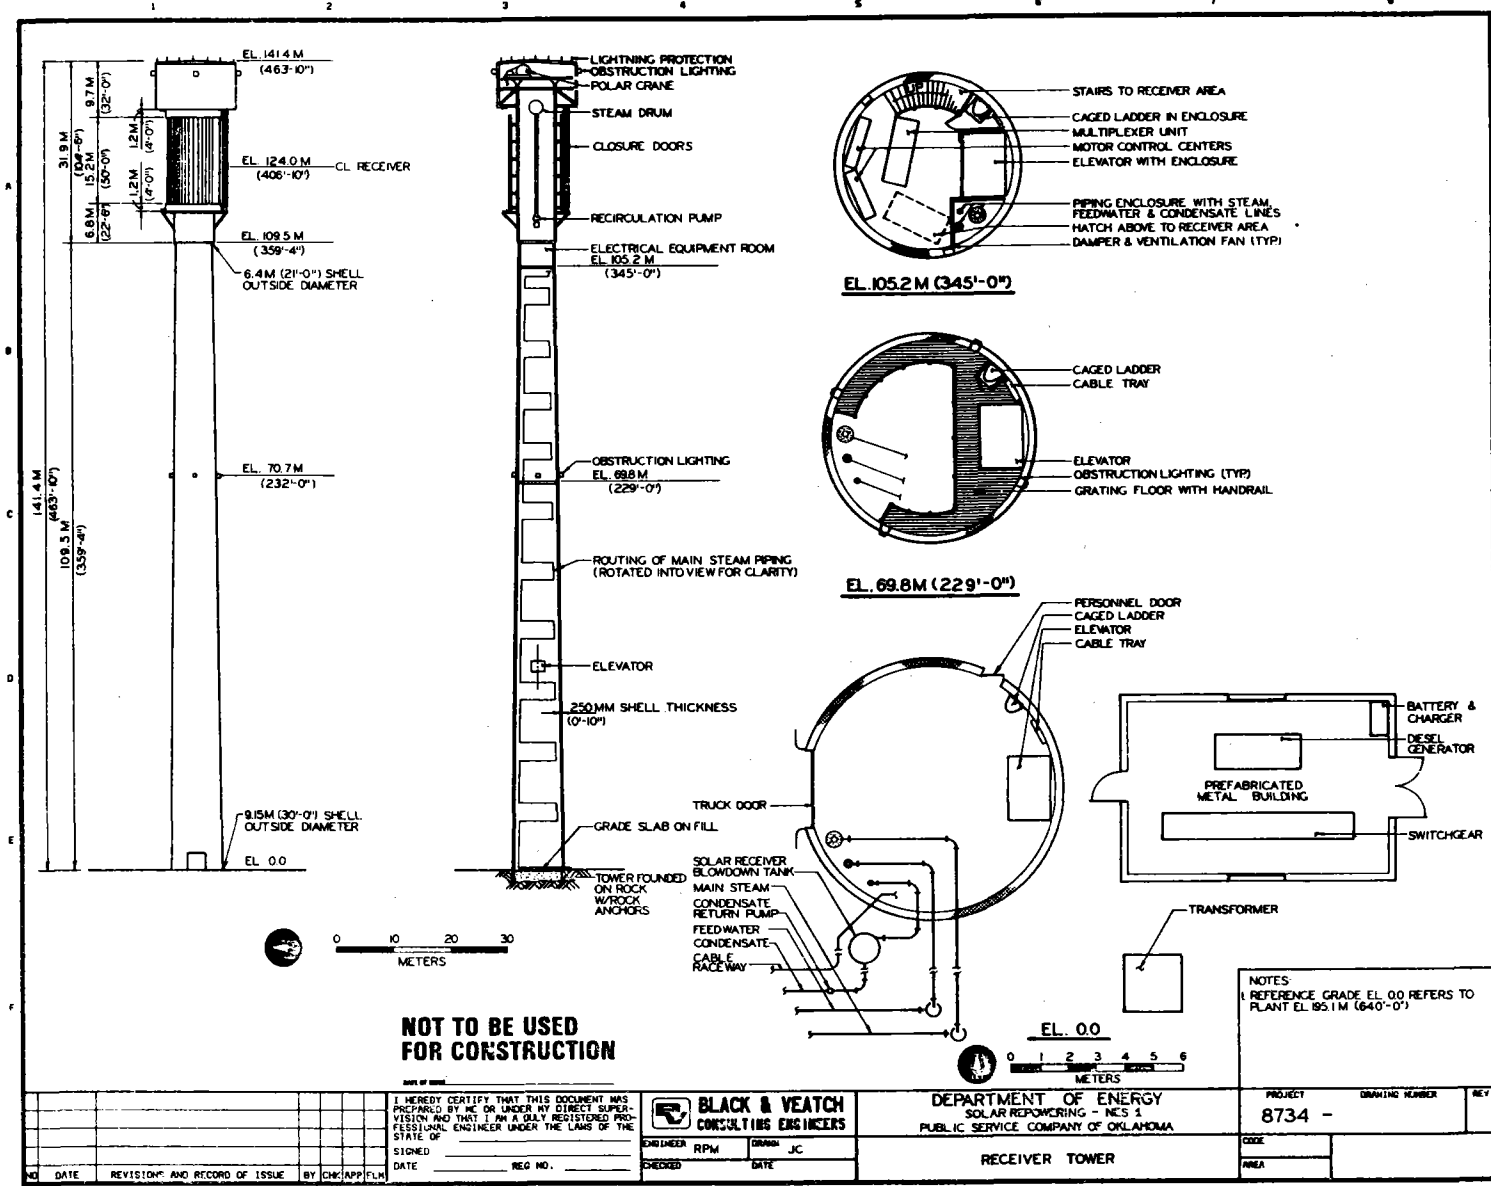 1 2 3 4 5 6 7 8
A
B
C
D
E
F
EL. 141.4 M
(463'-10")
9.7 M
(32'-0")
31.9 M
(104'-6")
15.2 M
(50'-0")
1.2 M
(4'-0")
1.2 M
(4'-0")
6.8 M
(22'-6")
EL. 124.0 M
(406'-10")
CL RECEIVER
EL. 109.5 M
(359'-4")
6.4 M (21'-0") SHELL
OUTSIDE DIAMETER
141.4 M
(463'-10")
109.5 M
(359'-4")
EL. 70.7 M
(232'-0")
9.15M (30'-0") SHELL
OUTSIDE DIAMETER
EL 0.0
LIGHTNING PROTECTION
OBSTRUCTION LIGHTING
POLAR CRANE
STEAM DRUM
CLOSURE DOORS
RECIRCULATION PUMP
ELECTRICAL EQUIPMENT ROOM
EL. 105.2 M
(345'-0")
OBSTRUCTION LIGHTING
EL. 69.8 M
(229'-0")
ROUTING OF MAIN STEAM PIPING
(ROTATED INTO VIEW FOR CLARITY)
ELEVATOR
250MM SHELL THICKNESS
(0'-10")
GRADE SLAB ON FILL
TOWER FOUNDED
ON ROCK
W/ROCK
ANCHORS
0 10 20 30
METERS
UP
STAIRS TO RECEIVER AREA
CAGED LADDER IN ENCLOSURE
MULTIPLEXER UNIT
MOTOR CONTROL CENTERS
ELEVATOR WITH ENCLOSURE
PIPING ENCLOSURE WITH STEAM,
FEEDWATER & CONDENSATE LINES
HATCH ABOVE TO RECEIVER AREA
DAMPER & VENTILATION FAN (TYP)
EL. 105.2 M (345'-0")
CAGED LADDER
CABLE TRAY
ELEVATOR
OBSTRUCTION LIGHTING (TYP)
GRATING FLOOR WITH HANDRAIL
EL. 69.8M (229'-0")
PERSONNEL DOOR
CAGED LADDER
ELEVATOR
CABLE TRAY
TRUCK DOOR
SOLAR RECEIVER
BLOWDOWN TANK
MAIN STEAM
CONDENSATE
RETURN PUMP
FEEDWATER
CONDENSATE
CABLE
RACEWAY
BATTERY &
CHARGER
DIESEL
GENERATOR
PREFABRICATED
METAL BUILDING
SWITCHGEAR
TRANSFORMER
EL. 0.0
0 1 2 3 4 5 6
METERS
NOTES:
1 REFERENCE GRADE EL 0.0 REFERS TO
PLANT EL 195.1 M (640'-0")
NOT TO BE USED
FOR CONSTRUCTION
I HEREBY CERTIFY THAT THIS DOCUMENT WAS
PREPARED BY ME OR UNDER MY DIRECT SUPER-
VISION AND THAT I AM A DULY REGISTERED PRO-
FESSIONAL ENGINEER UNDER THE LAWS OF THE
STATE OF
SIGNED
DATE REG NO.
NO DATE REVISIONS AND RECORD OF ISSUE BY CHK APP FLM
BLACK & VEATCH
CONSULTING ENGINEERS
ENGINEER RPM DRAWN JC
CHECKED DATE
DEPARTMENT OF ENERGY
SOLAR REPOWERING - NES 1
PUBLIC SERVICE COMPANY OF OKLAHOMA
RECEIVER TOWER
PROJECT DRAWING NUMBER REV
8734 -
CODE
AREA